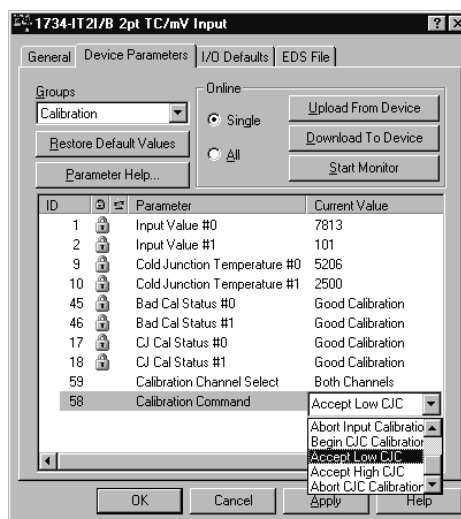 1734-IT2I/B 2pt TC/mV Input
General Device Parameters I/O Defaults EDS File
Groups
Calibration
Restore Default Values
Parameter Help...
Online
Single
All
Upload From Device
Download To Device
Start Monitor
ID Parameter Current Value
1 Input Value #0 7813
2 Input Value #1 101
9 Cold Junction Temperature #0 5206
10 Cold Junction Temperature #1 2500
45 Bad Cal Status #0 Good Calibration
46 Bad Cal Status #1 Good Calibration
17 CJ Cal Status #0 Good Calibration
18 CJ Cal Status #1 Good Calibration
59 Calibration Channel Select Both Channels
58 Calibration Command Accept Low CJC
Abort Input Calibratio
Begin CJC Calibration
Accept Low CJC
Accept High CJC
Abort CJC Calibration
OK Cancel Apply Help